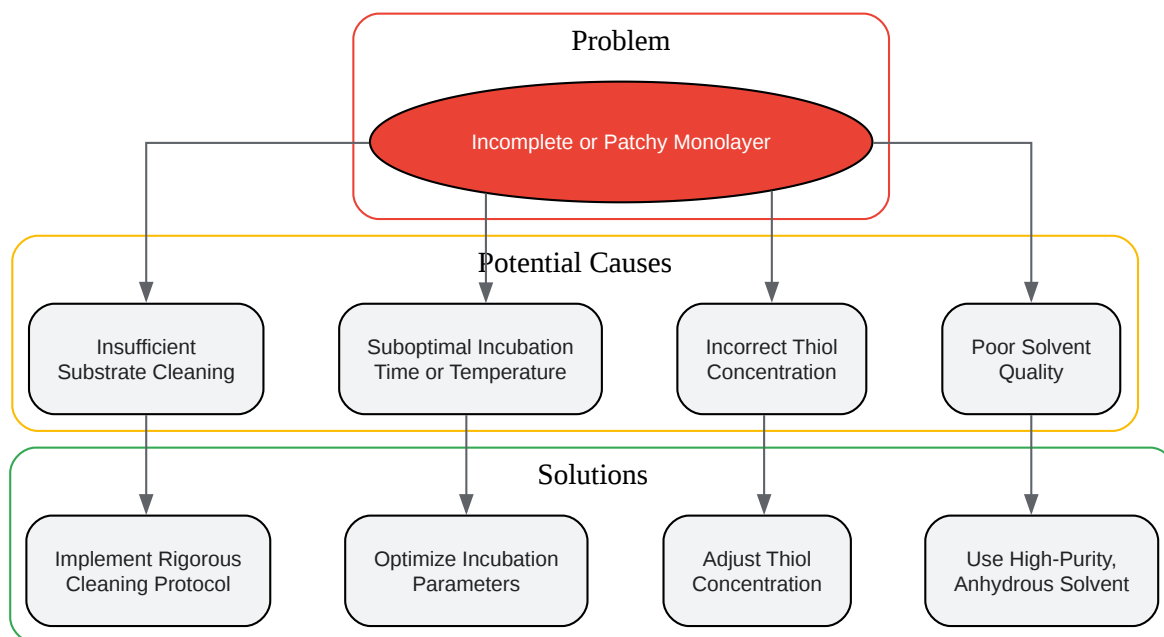 Problem
Incomplete or Patchy Monolayer
Potential Causes
Insufficient
Substrate Cleaning
Suboptimal Incubation
Time or Temperature
Incorrect Thiol
Concentration
Poor Solvent
Quality
Solutions
Implement Rigorous
Cleaning Protocol
Optimize Incubation
Parameters
Adjust Thiol
Concentration
Use High-Purity,
Anhydrous Solvent